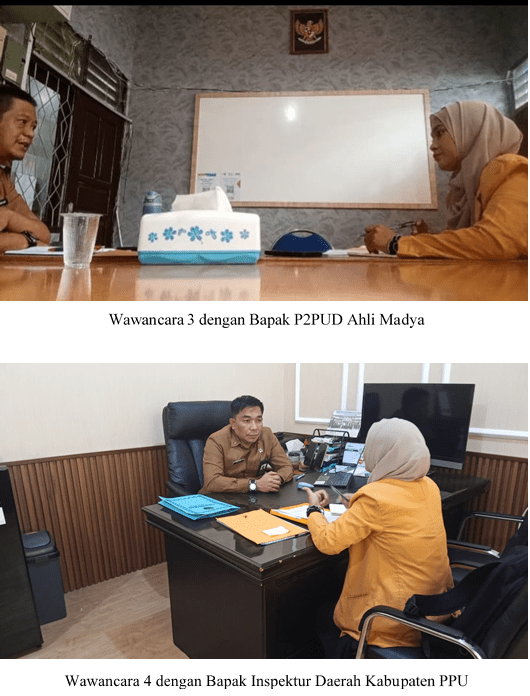 Wawancara 3 dengan Bapak P2PUD Ahli Madya
Wawancara 4 dengan Bapak Inspektur Daerah Kabupaten PPU